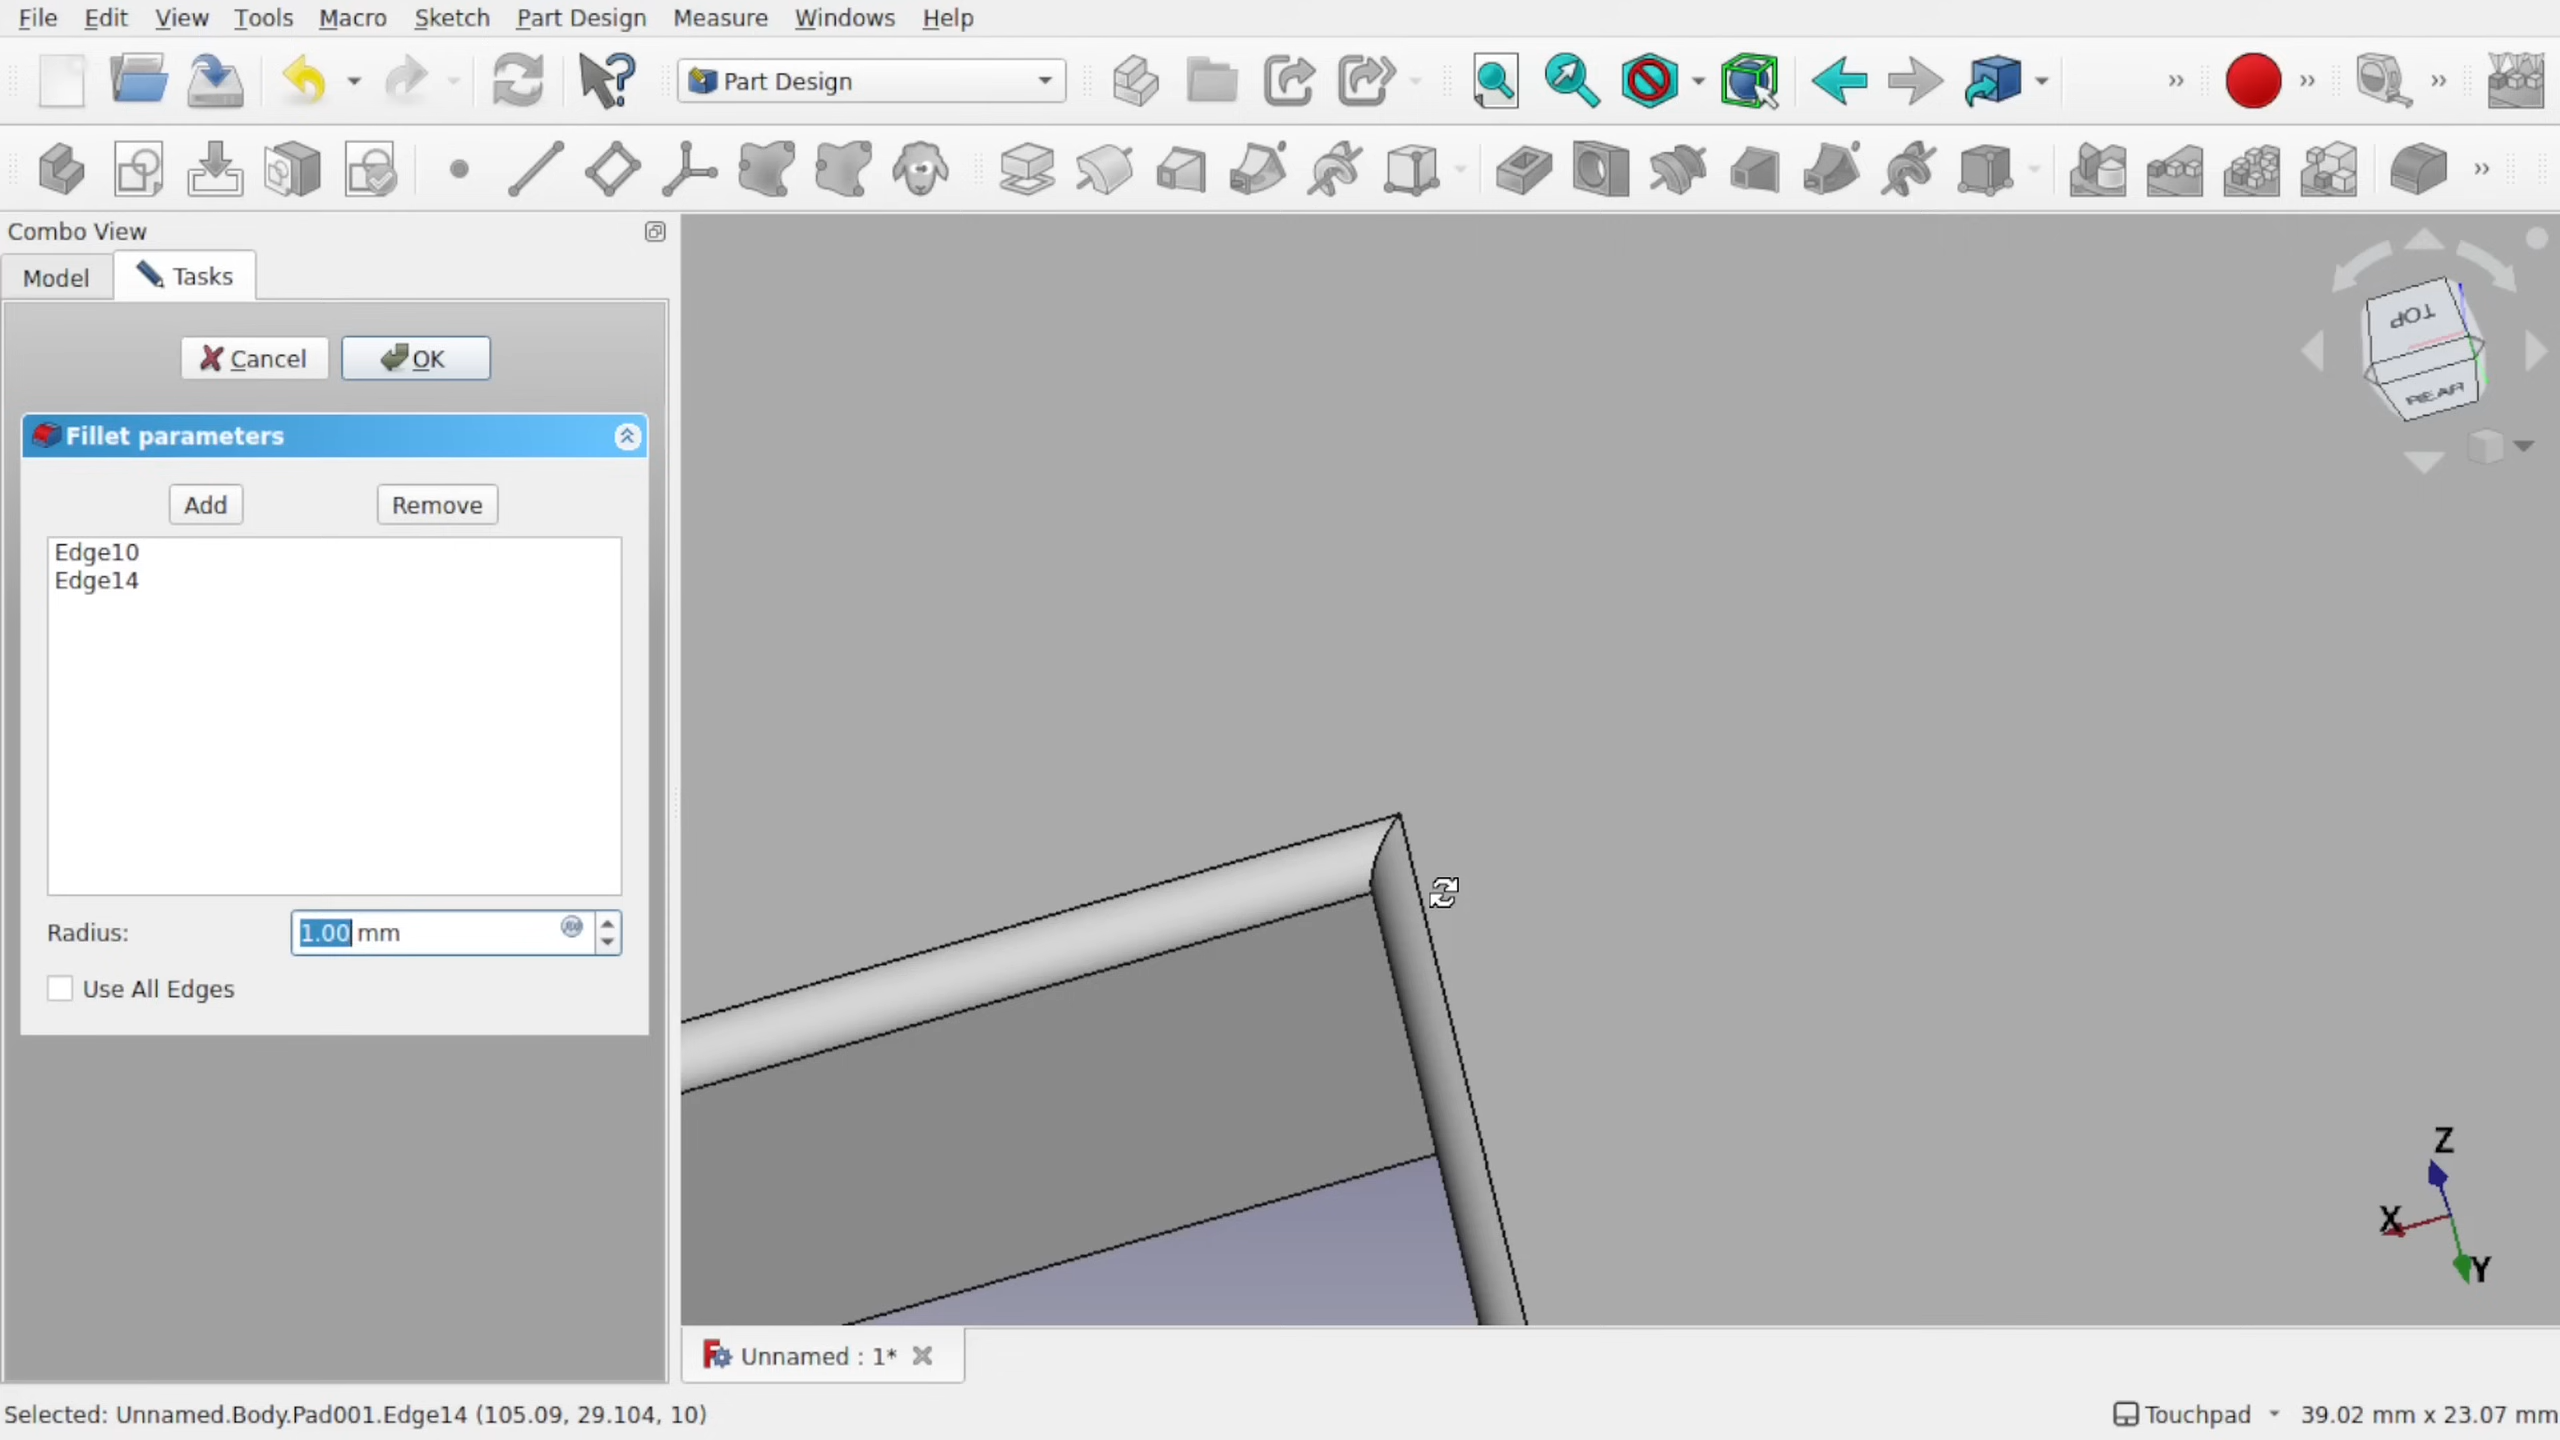 File Edit View Tools Macro Sketch Part Design Measure Windows Help
Part Design
Combo View
Model Tasks
Cancel OK
Fillet parameters
Add Remove
Edge10
Edge14
Radius: 1.00 mm
Use All Edges
TOP
REAR
Z
X
Y
Unnamed : 1*
Selected: Unnamed.Body.Pad001.Edge14 (105.09, 29.104, 10) Touchpad 39.02 mm x 23.07 mm